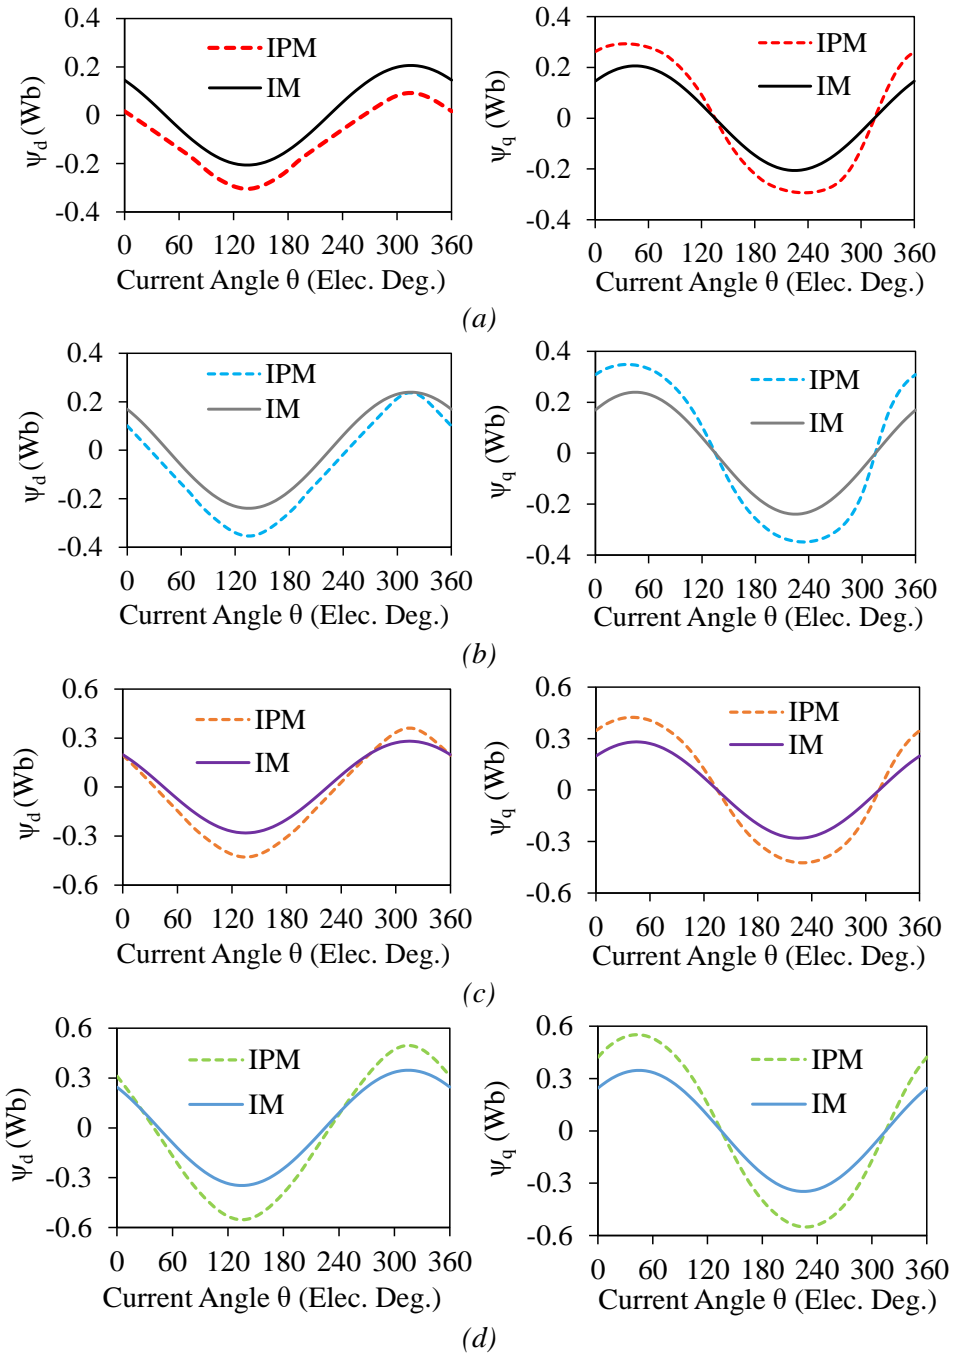 0.4
0.2
0
-0.2
-0.4
ψd (Wb)
IPM
IM
0 60 120 180 240 300 360
Current Angle θ (Elec. Deg.)
0.4
0.2
0
-0.2
-0.4
ψq (Wb)
IPM
IM
0 60 120 180 240 300 360
Current Angle θ (Elec. Deg.)
(a)
0.4
0.2
0
-0.2
-0.4
ψd (Wb)
IPM
IM
0 60 120 180 240 300 360
Current Angle θ (Elec. Deg.)
0.4
0.2
0
-0.2
-0.4
ψq (Wb)
IPM
IM
0 60 120 180 240 300 360
Current Angle θ (Elec. Deg.)
(b)
0.6
0.3
0
-0.3
-0.6
ψd (Wb)
IPM
IM
0 60 120 180 240 300 360
Current Angle θ (Elec. Deg.)
0.6
0.3
0
-0.3
-0.6
ψq (Wb)
IPM
IM
0 60 120 180 240 300 360
Current Angle θ (Elec. Deg.)
(c)
0.6
0.3
0
-0.3
-0.6
ψd (Wb)
IPM
IM
0 60 120 180 240 300 360
Current Angle θ (Elec. Deg.)
0.6
0.3
0
-0.3
-0.6
ψq (Wb)
IPM
IM
0 60 120 180 240 300 360
Current Angle θ (Elec. Deg.)
(d)